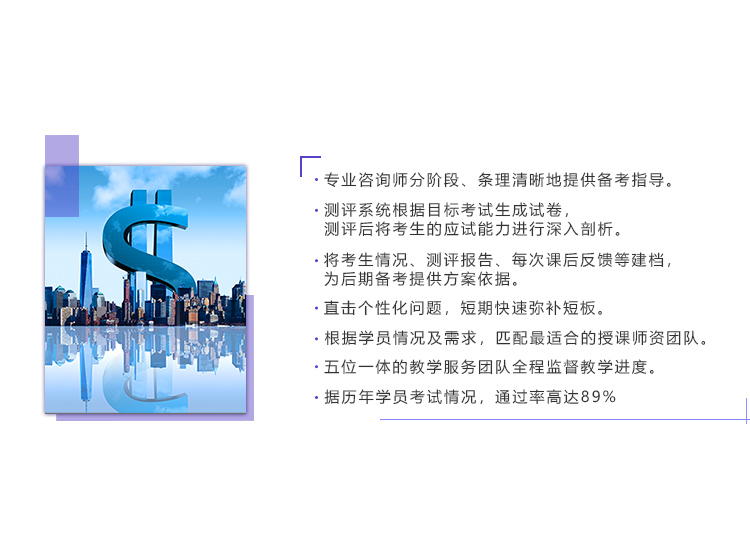 · 专业咨询师分阶段、条理清晰地提供备考指导。
· 测评系统根据目标考试生成试卷，
测评后将考生的应试能力进行深入剖析。
· 将考生情况、测评报告、每次课后反馈等建档，
为后期备考提供方案依据。
· 直击个性化问题，短期快速弥补短板。
· 根据学员情况及需求，匹配最适合的授课师资团队。
· 五位一体的教学服务团队全程监督教学进度。
· 据历年学员考试情况，通过率高达89%